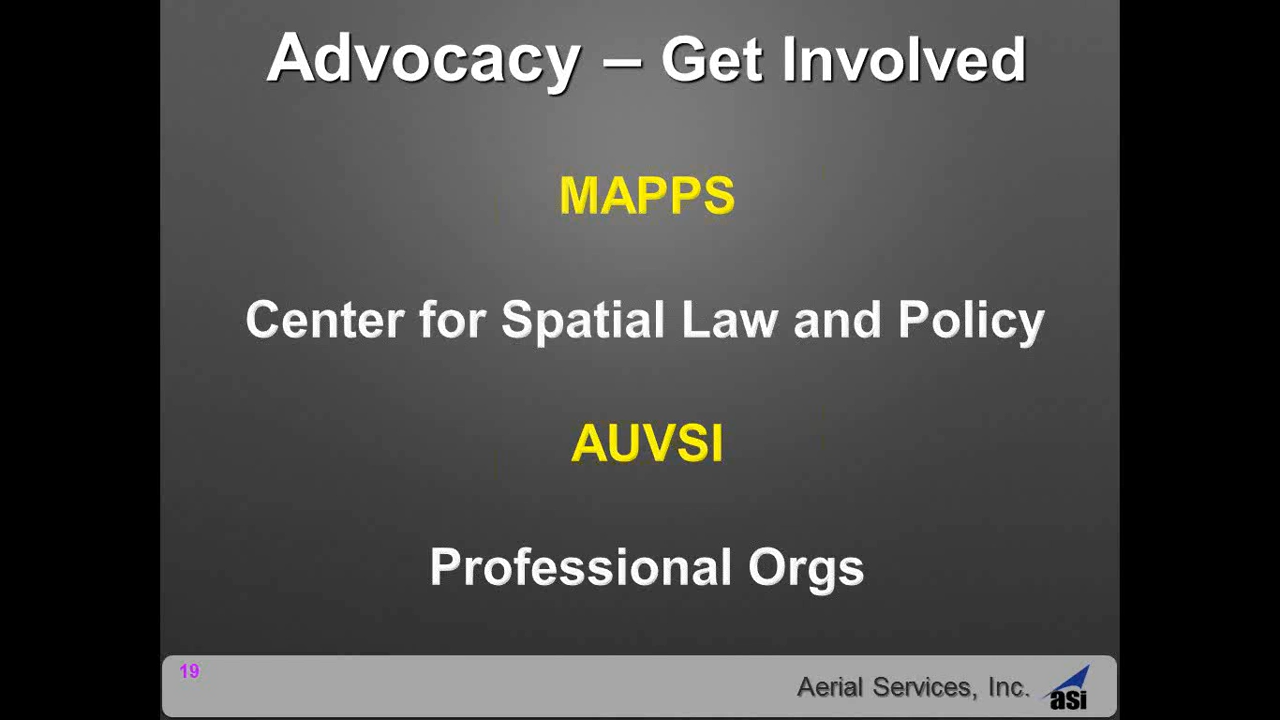 Advocacy – Get Involved
MAPPS
Center for Spatial Law and Policy
AUVSI
Professional Orgs
19
Aerial Services, Inc.
asi